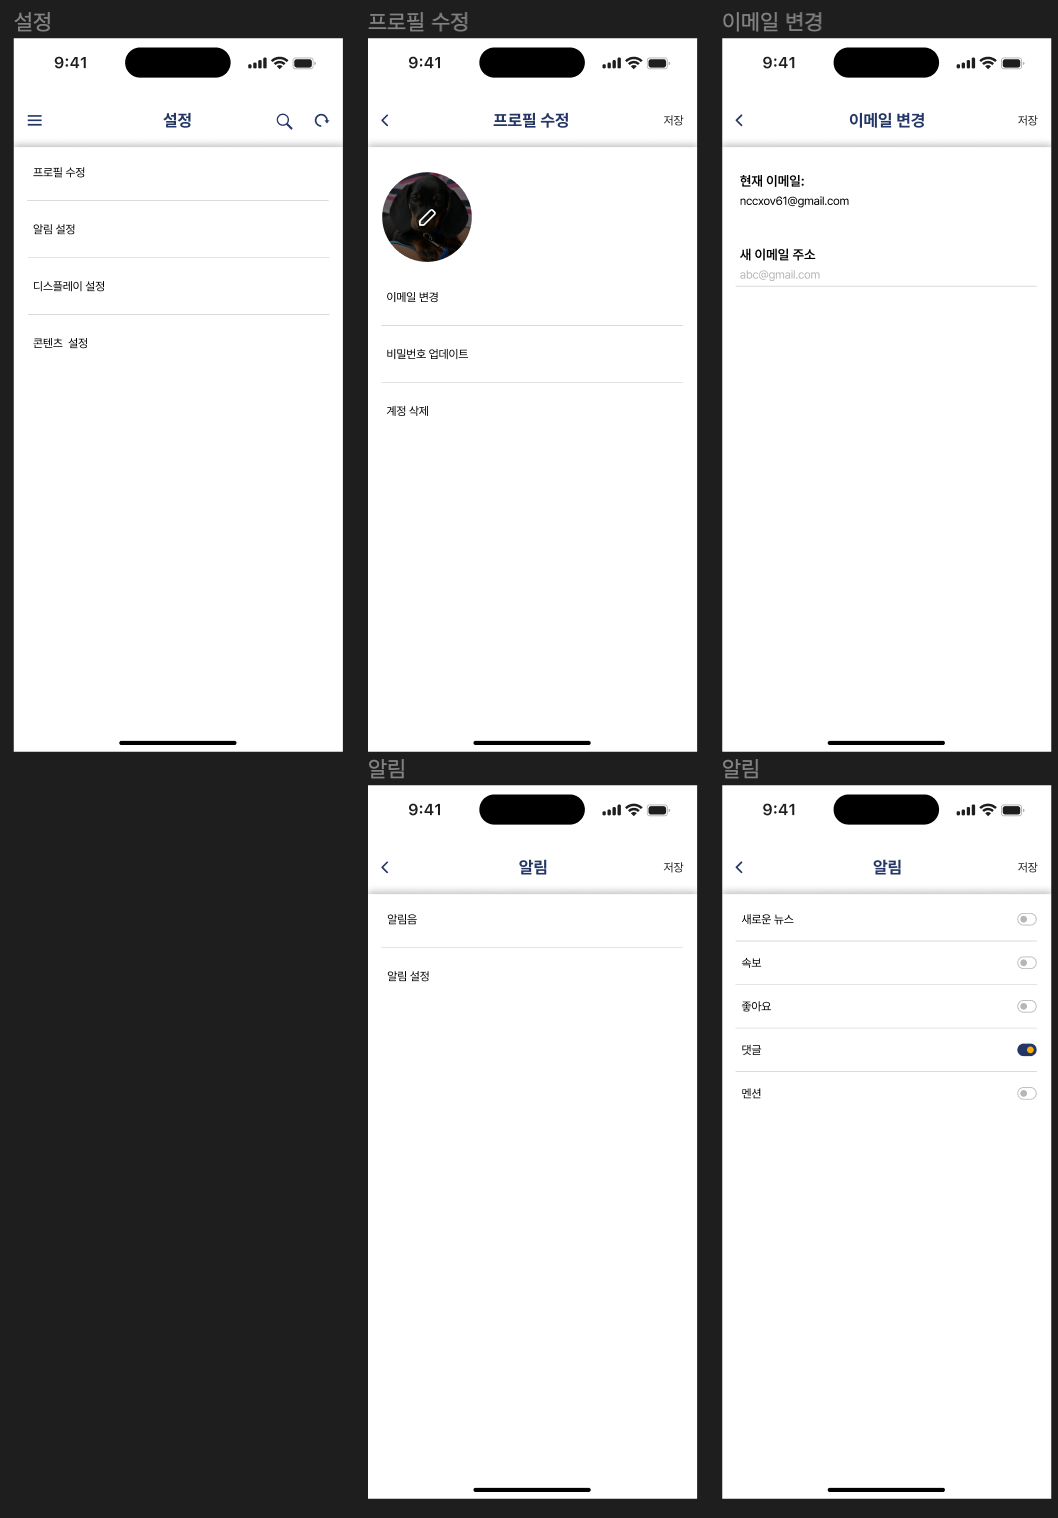 설정
9:41
설정
프로필 수정
알림 설정
디스플레이 설정
콘텐츠  설정
프로필 수정
9:41
프로필 수정
저장
이메일 변경
비밀번호 업데이트
계정 삭제
이메일 변경
9:41
이메일 변경
저장
현재 이메일:
nccxov61@gmail.com
새 이메일 주소
abc@gmail.com
알림
9:41
알림
저장
알림음
알림 설정
알림
9:41
알림
저장
새로운 뉴스
속보
좋아요
댓글
멘션